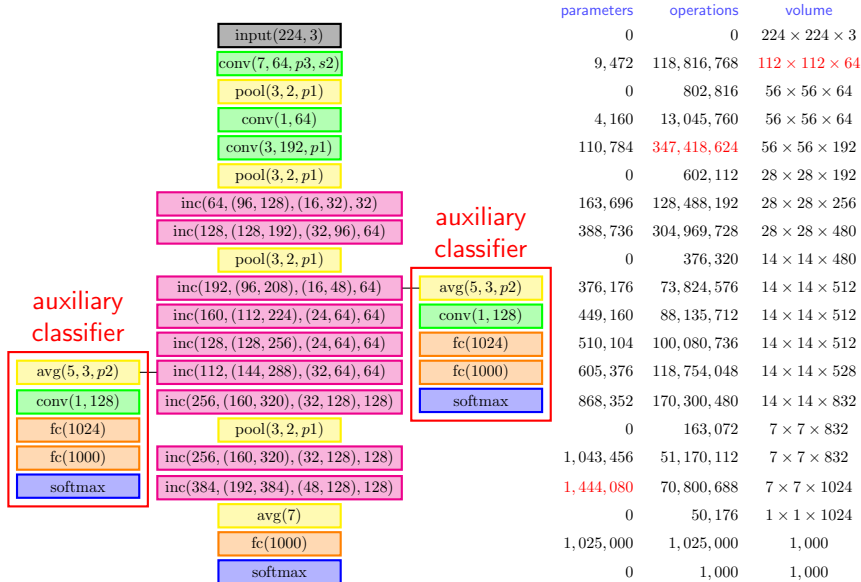 parameters operations volume
input(224, 3) 0 0 224 × 224 × 3
conv(7, 64, p3, s2) 9, 472 118, 816, 768 112 × 112 × 64
pool(3, 2, p1) 0 802, 816 56 × 56 × 64
conv(1, 64) 4, 160 13, 045, 760 56 × 56 × 64
conv(3, 192, p1) 110, 784 347, 418, 624 56 × 56 × 192
pool(3, 2, p1) 0 602, 112 28 × 28 × 192
inc(64, (96, 128), (16, 32), 32) 163, 696 128, 488, 192 28 × 28 × 256
auxiliary
classifier
inc(128, (128, 192), (32, 96), 64) 388, 736 304, 969, 728 28 × 28 × 480
pool(3, 2, p1) 0 376, 320 14 × 14 × 480
inc(192, (96, 208), (16, 48), 64) avg(5, 3, p2) 376, 176 73, 824, 576 14 × 14 × 512
auxiliary
classifier
inc(160, (112, 224), (24, 64), 64) conv(1, 128) 449, 160 88, 135, 712 14 × 14 × 512
inc(128, (128, 256), (24, 64), 64) fc(1024) 510, 104 100, 080, 736 14 × 14 × 512
avg(5, 3, p2) inc(112, (144, 288), (32, 64), 64) fc(1000) 605, 376 118, 754, 048 14 × 14 × 528
conv(1, 128) inc(256, (160, 320), (32, 128), 128) softmax 868, 352 170, 300, 480 14 × 14 × 832
fc(1024) pool(3, 2, p1) 0 163, 072 7 × 7 × 832
fc(1000) inc(256, (160, 320), (32, 128), 128) 1, 043, 456 51, 170, 112 7 × 7 × 832
softmax inc(384, (192, 384), (48, 128), 128) 1, 444, 080 70, 800, 688 7 × 7 × 1024
avg(7) 0 50, 176 1 × 1 × 1024
fc(1000) 1, 025, 000 1, 025, 000 1, 000
softmax 0 1, 000 1, 000